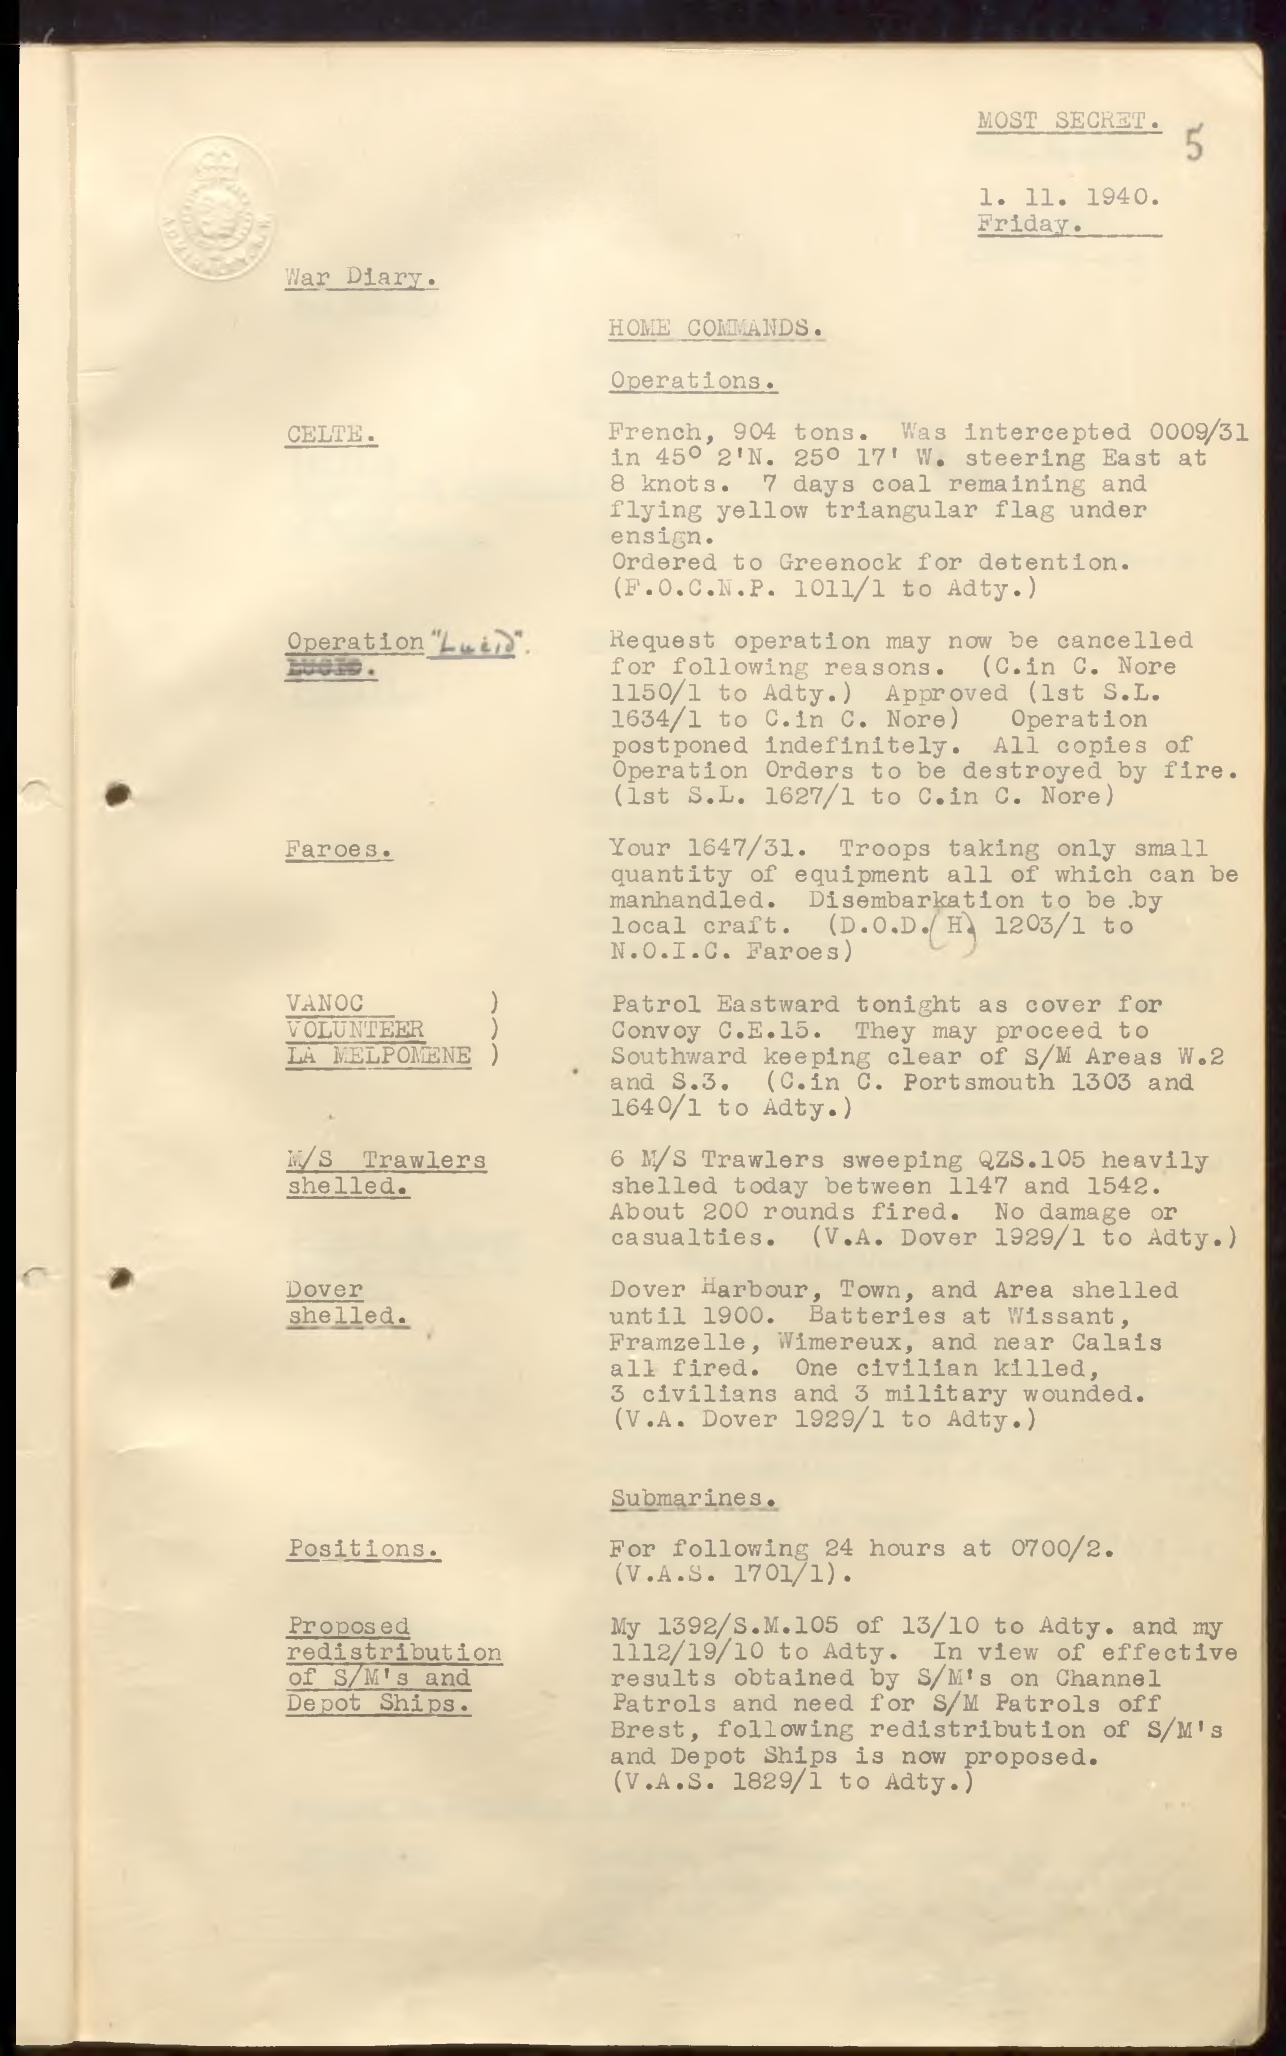 MOST SECRET.
5
1. 11. 1940.
Friday.
War Diary.
HOME COMMANDS.
Operations.
CELTE.
French, 904 tons. Was intercepted 0009/31
in 45° 2'N. 25° 17' W. steering East at
8 knots. 7 days coal remaining and
flying yellow triangular flag under
ensign.
Ordered to Greenock for detention.
(F.O.C.N.P. 1011/1 to Adty.)
Operation "Lucid".
Request operation may now be cancelled
for following reasons. (C.in C. Nore
1150/1 to Adty.) Approved (1st S.L.
1634/1 to C.in C. Nore) Operation
postponed indefinitely. All copies of
Operation Orders to be destroyed by fire.
(1st S.L. 1627/1 to C.in C. Nore)
Faroes.
Your 1647/31. Troops taking only small
quantity of equipment all of which can be
manhandled. Disembarkation to be .by
local craft. (D.O.D.(H) 1203/1 to
N.O.I.C. Faroes)
VANOC )
VOLUNTEER )
LA MELPOMENE )
Patrol Eastward tonight as cover for
Convoy C.E.15. They may proceed to
Southward keeping clear of S/M Areas W.2
and S.3. (C.in C. Portsmouth 1303 and
1640/1 to Adty.)
M/S Trawlers
shelled.
6 M/S Trawlers sweeping QZS.105 heavily
shelled today between 1147 and 1542.
About 200 rounds fired. No damage or
casualties. (V.A. Dover 1929/1 to Adty.)
Dover
shelled.
Dover Harbour, Town, and Area shelled
until 1900. Batteries at Wissant,
Framzelle, Wimereux, and near Calais
all fired. One civilian killed,
3 civilians and 3 military wounded.
(V.A. Dover 1929/1 to Adty.)
Submarines.
Positions.
For following 24 hours at 0700/2.
(V.A.S. 1701/1).
Proposed
redistribution
of S/M's and
Depot Ships.
My 1392/S.M.105 of 13/10 to Adty. and my
1112/19/10 to Adty. In view of effective
results obtained by S/M's on Channel
Patrols and need for S/M Patrols off
Brest, following redistribution of S/M's
and Depot Ships is now proposed.
(V.A.S. 1829/1 to Adty.)